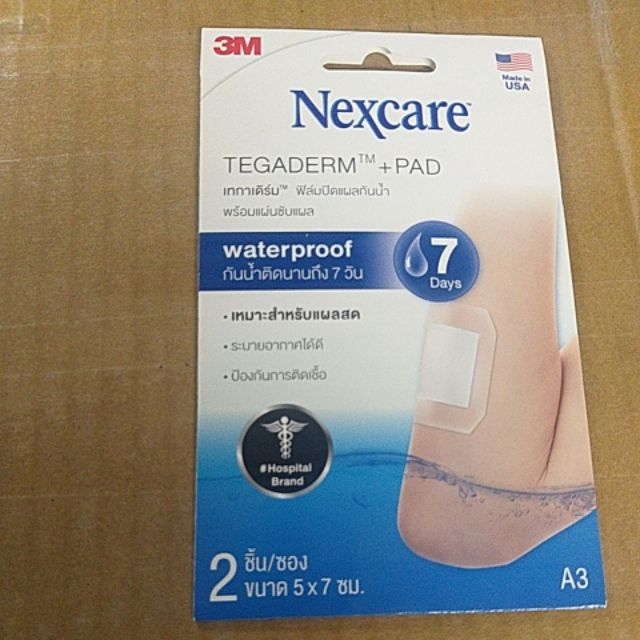 3M
Made in
USA
Nexcare™
TEGADERM™ +PAD
เทกาเดิร์ม™ ฟิล์มปิดแผลกันน้ำ
พร้อมแผ่นซับแผล
waterproof
กันน้ำติดนานถึง 7 วัน
7
Days
• เหมาะสำหรับแผลสด
• ระบายอากาศได้ดี
• ป้องกันการติดเชื้อ
#Hospital
Brand
2 ชิ้น/ซอง
ขนาด 5 x 7 ซม.
A3